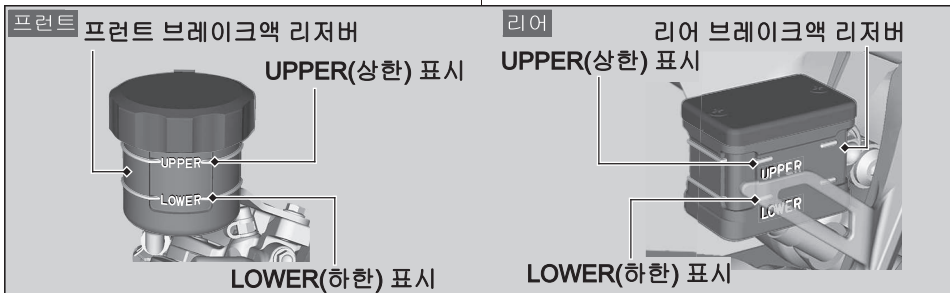 프런트
프런트 브레이크액 리저버
UPPER(상한) 표시
UPPER
LOWER
LOWER(하한) 표시
리어
리어 브레이크액 리저버
UPPER(상한) 표시
UPPER
LOWER
LOWER(하한) 표시